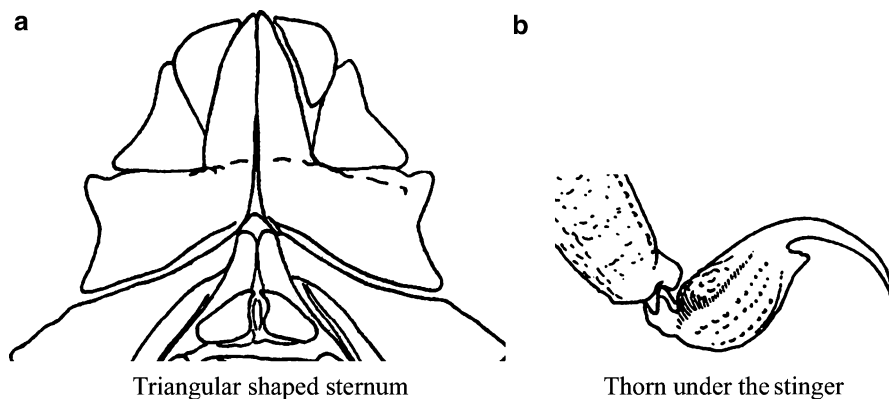 a
b
Triangular shaped sternum
Thorn under the stinger